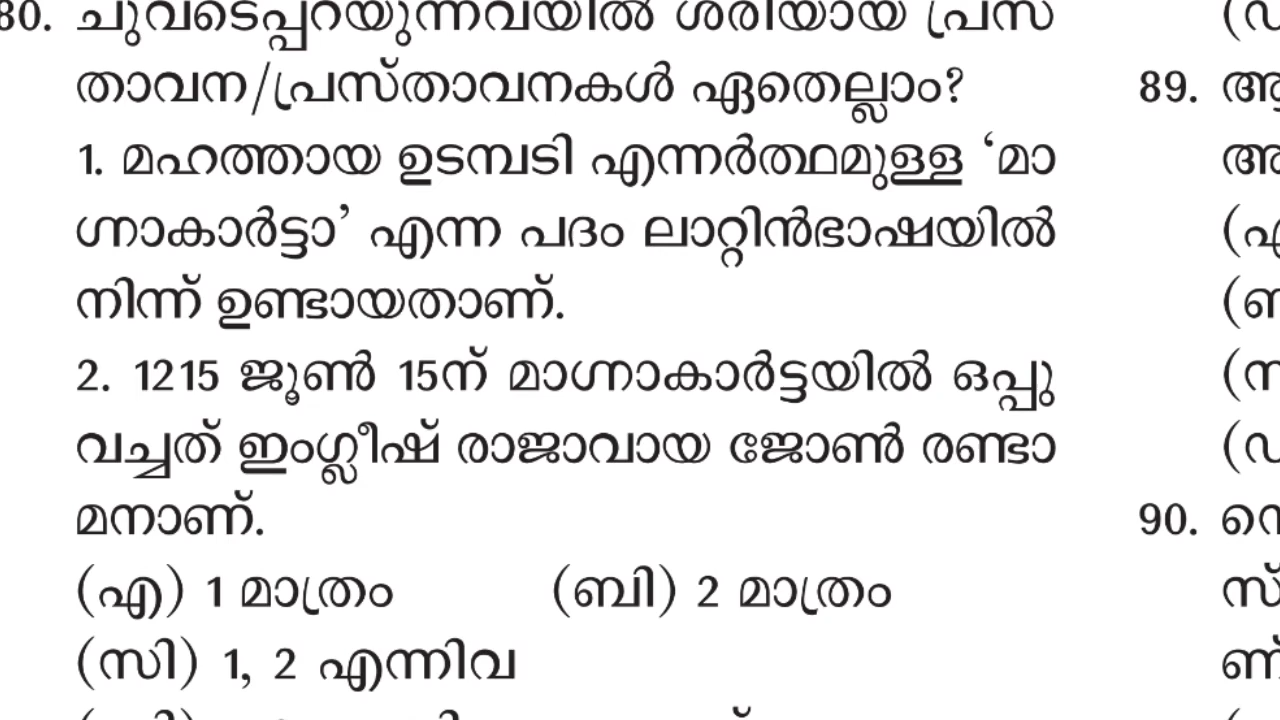 80. ചുവടെപ്പറയുന്നവയിൽ ശരിയായ പ്രസ്
താവന/പ്രസ്താവനകൾ ഏതെല്ലാം?
1. മഹത്തായ ഉടമ്പടി എന്നർത്ഥമുള്ള ‘മാ
ഗ്നാകാർട്ടാ’ എന്ന പദം ലാറ്റിൻഭാഷയിൽ
നിന്ന് ഉണ്ടായതാണ്.
2. 1215 ജൂൺ 15ന് മാഗ്നാകാർട്ടയിൽ ഒപ്പു
വച്ചത് ഇംഗ്ലീഷ് രാജാവായ ജോൺ രണ്ടാ
മനാണ്.
(എ) 1 മാത്രം (ബി) 2 മാത്രം
(സി) 1, 2 എന്നിവ
89.
90.